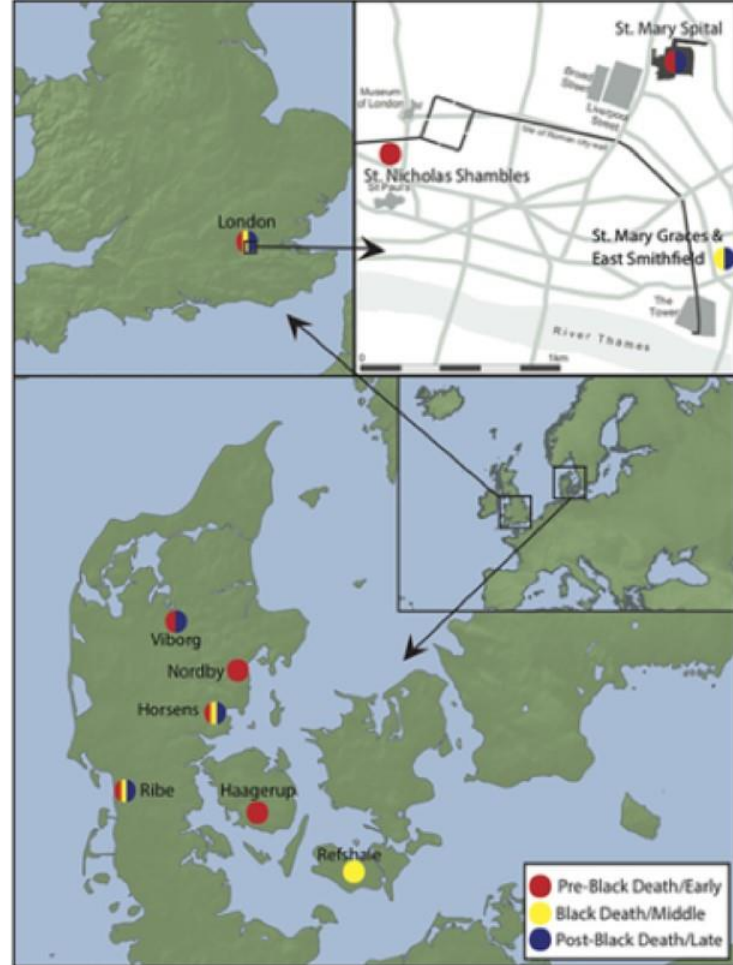 London
St. Mary Spital
Broad
Street
Liverpool
Street
Museum
of London
Site of Roman city wall
St. Nicholas Shambles
St Paul's
St. Mary Graces &
East Smithfield
The
Tower
River Thames
0
1km
Viborg
Nordby
Horsens
Ribe
Haagerup
Refshale
Pre-Black Death/Early
Black Death/Middle
Post-Black Death/Late